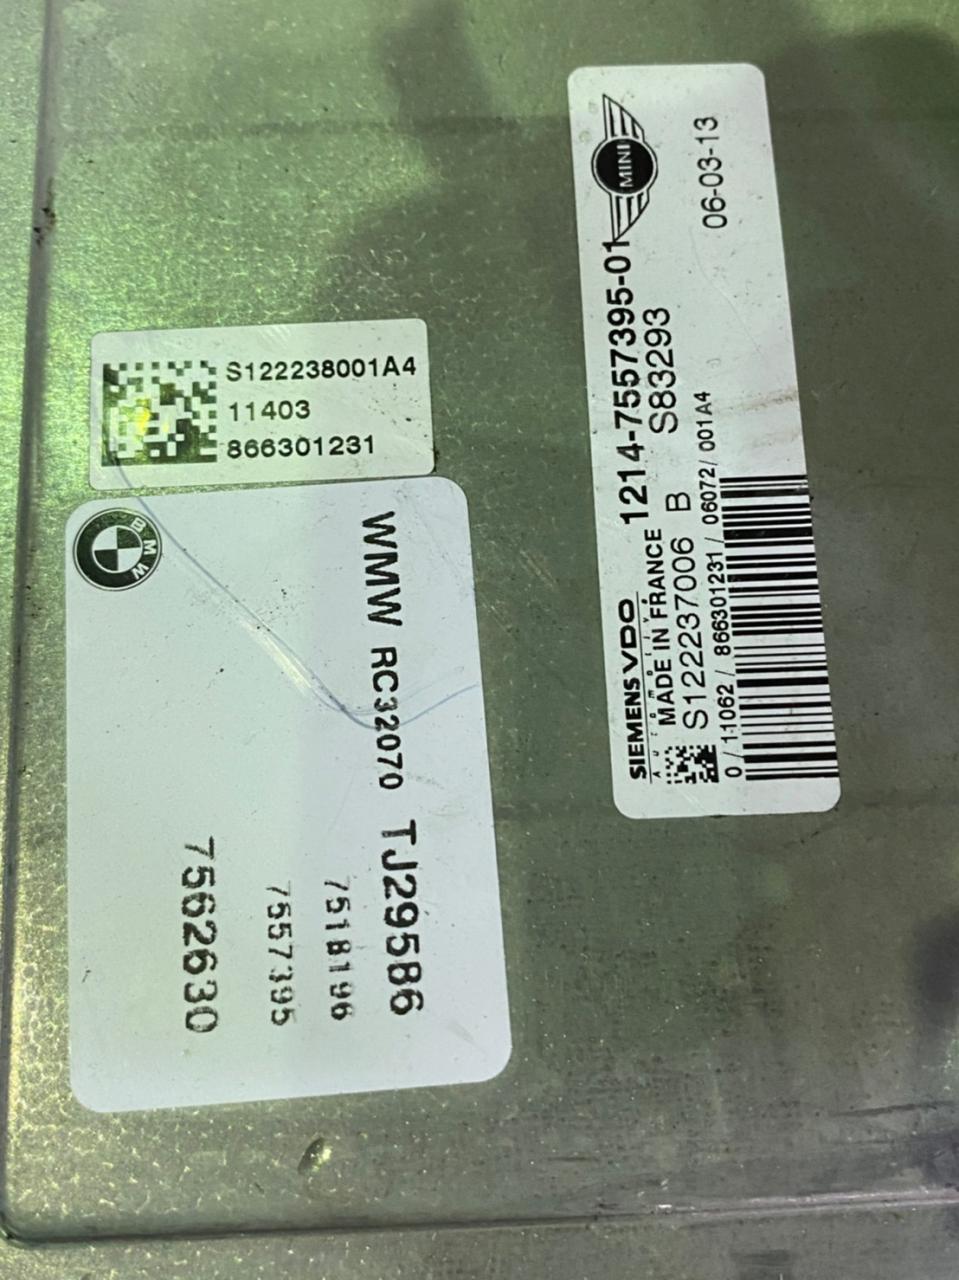 S122238001A4
11403
866301231
BMW
WMW RC32070 TJ29586
7518196
7557395
7562630
MINI
SIEMENS VDO
Automotive
MADE IN FRANCE 1214-7557395-01
S122237006 B S83293
06-03-13
0 / 11062 / 866301231 / 06072 / 001A4